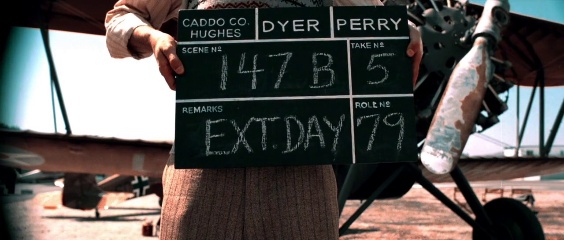 CADDO CO. HUGHES DYER PERRY
SCENE Nº TAKE Nº
147 B 5
REMARKS ROLL Nº
EXT. DAY 79